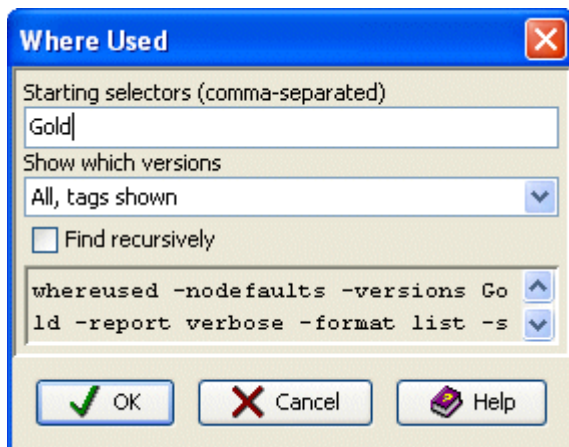 Where Used
Starting selectors (comma-separated)
Gold
Show which versions
All, tags shown
Find recursively
whereused -nodefaults -versions Go
ld -report verbose -format list -s
OK Cancel Help